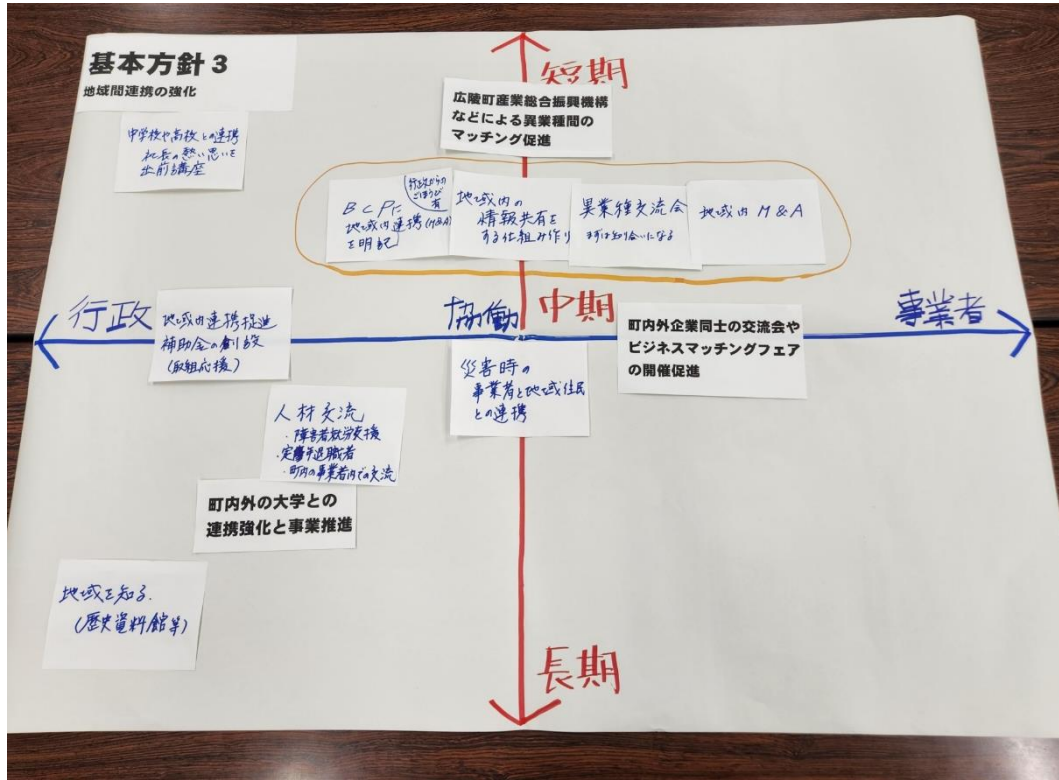 基本方針3
地域間連携の強化
短期
広陵町産業総合振興機構
などによる異業種間の
マッチング促進
中学校や高校との連携
社長の熱い思いを
出前講座
行政からの
ごほうび
有
BCPに
地域内連携(M&A)
を明記
地域内の
情報共有を
する仕組み作り
異業種交流会
まずは知り合いになる
地域内M&A
行政
協働
中期
事業者
地域内連携促進
補助金の創設
(取組応援)
町内外企業同士の交流会や
ビジネスマッチングフェア
の開催促進
災害時の
事業者と地域住民
との連携
人材交流
・障害者就労支援
・定年退職者
・町内の事業者内での交流
町内外の大学との
連携強化と事業推進
地域を知る.
(歴史資料館等)
長期